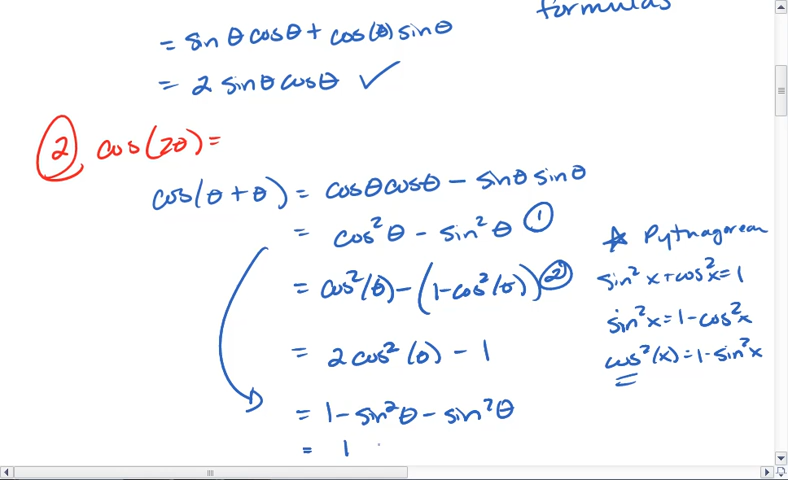 formulas
= sin θ cos θ + cos(θ) sin θ
= 2 sin θ cos θ ✓
② cos(2θ) =
cos(θ + θ) = cos θ cos θ − sin θ sin θ
= cos² θ − sin² θ ①
= cos²(θ) − (1 − cos²(θ)) ②
= 2 cos²(θ) − 1
= 1 − sin² θ − sin² θ
= 1
☆ Pythagorean
sin² x + cos² x = 1
sin² x = 1 − cos² x
cos²(x) = 1 − sin² x